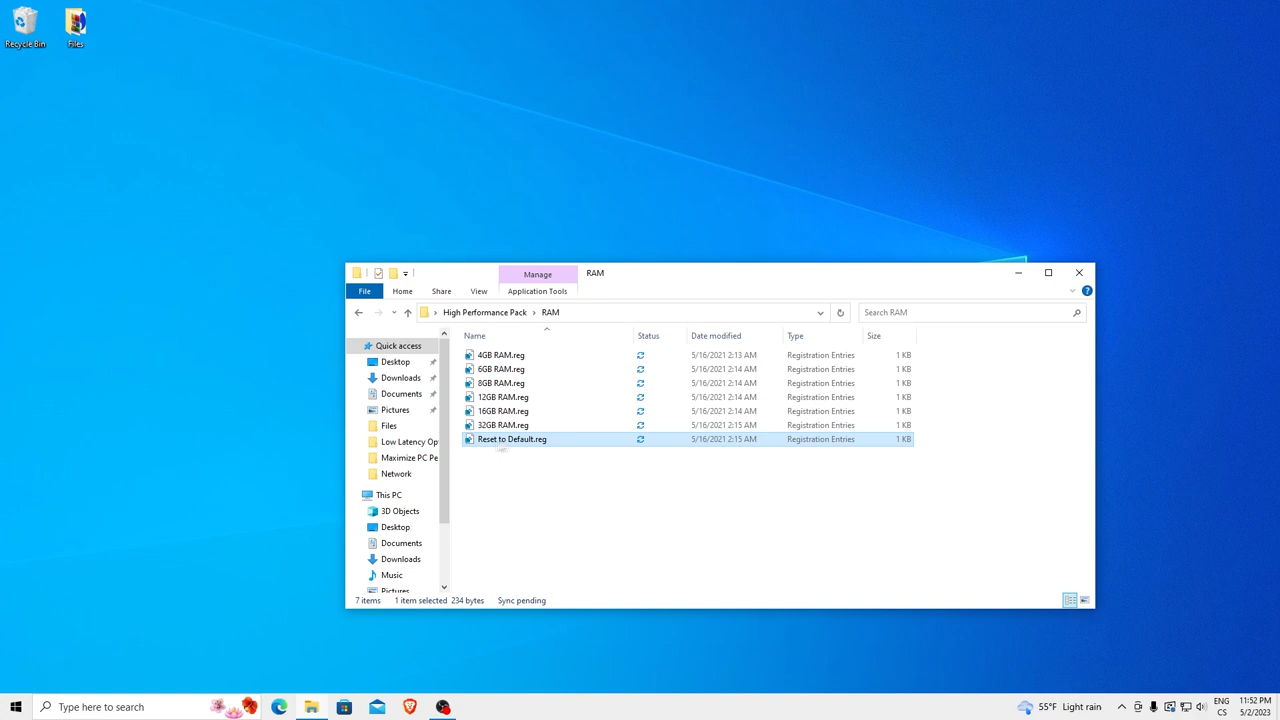 Recycle Bin
Files
Manage
RAM
File
Home
Share
View
Application Tools
High Performance Pack
RAM
Search RAM
Name
Status
Date modified
Type
Size
Quick access
Desktop
Downloads
Documents
Pictures
Files
Low Latency Op
Maximize PC Pe
Network
This PC
3D Objects
Desktop
Documents
Downloads
Music
Pictures
4GB RAM.reg 5/16/2021 2:13 AM Registration Entries 1 KB
6GB RAM.reg 5/16/2021 2:14 AM Registration Entries 1 KB
8GB RAM.reg 5/16/2021 2:14 AM Registration Entries 1 KB
12GB RAM.reg 5/16/2021 2:14 AM Registration Entries 1 KB
16GB RAM.reg 5/16/2021 2:14 AM Registration Entries 1 KB
32GB RAM.reg 5/16/2021 2:15 AM Registration Entries 1 KB
Reset to Default.reg 5/16/2021 2:15 AM Registration Entries 1 KB
7 items
1 item selected 234 bytes
Sync pending
Type here to search
55°F Light rain
ENG
CS
11:52 PM
5/2/2023